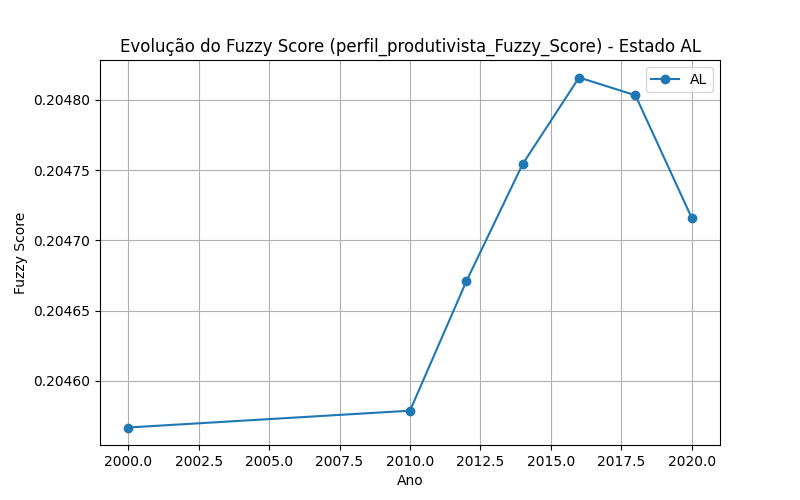 Evolução do Fuzzy Score (perfil_produtivista_Fuzzy_Score) - Estado AL
AL
0.20480
0.20475
0.20470
0.20465
0.20460
Fuzzy Score
2000.0 2002.5 2005.0 2007.5 2010.0 2012.5 2015.0 2017.5 2020.0
Ano